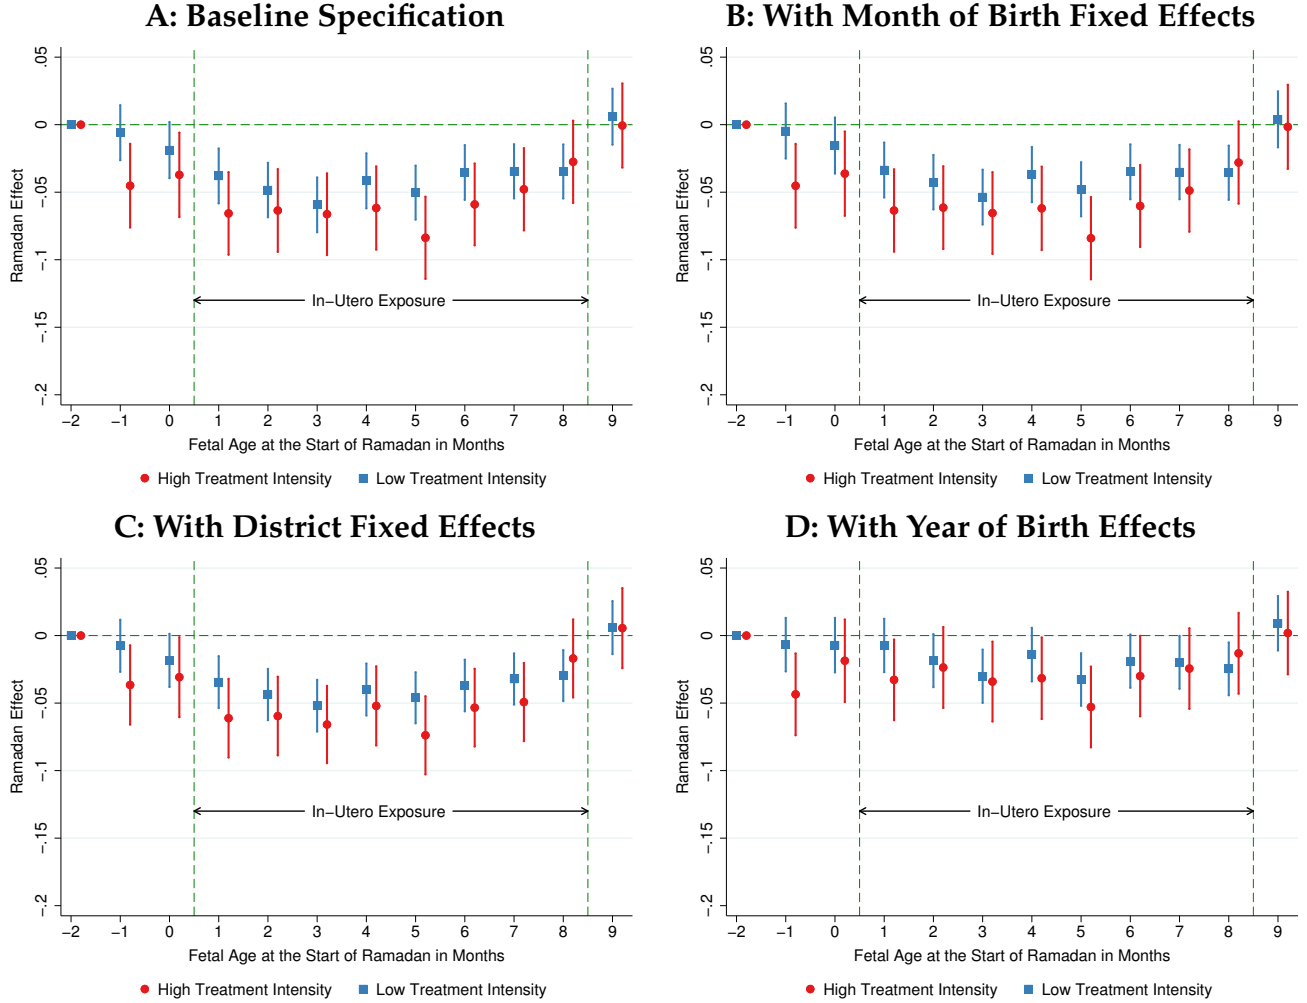 A: Baseline Specification
.05
0
−.05
−.1
−.15
−.2
Ramadan Effect
In−Utero Exposure
−2 −1 0 1 2 3 4 5 6 7 8 9
Fetal Age at the Start of Ramadan in Months
High Treatment Intensity Low Treatment Intensity
B: With Month of Birth Fixed Effects
.05
0
−.05
−.1
−.15
−.2
Ramadan Effect
In−Utero Exposure
−2 −1 0 1 2 3 4 5 6 7 8 9
Fetal Age at the Start of Ramadan in Months
High Treatment Intensity Low Treatment Intensity
C: With District Fixed Effects
.05
0
−.05
−.1
−.15
−.2
Ramadan Effect
In−Utero Exposure
−2 −1 0 1 2 3 4 5 6 7 8 9
Fetal Age at the Start of Ramadan in Months
High Treatment Intensity Low Treatment Intensity
D: With Year of Birth Effects
.05
0
−.05
−.1
−.15
−.2
Ramadan Effect
In−Utero Exposure
−2 −1 0 1 2 3 4 5 6 7 8 9
Fetal Age at the Start of Ramadan in Months
High Treatment Intensity Low Treatment Intensity